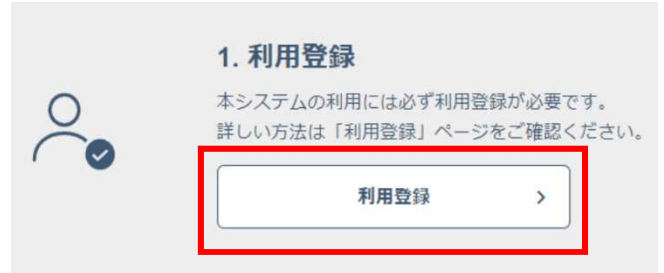 1. 利用登録
本システムの利用には必ず利用登録が必要です。
詳しい方法は「利用登録」ページをご確認ください。
利用登録